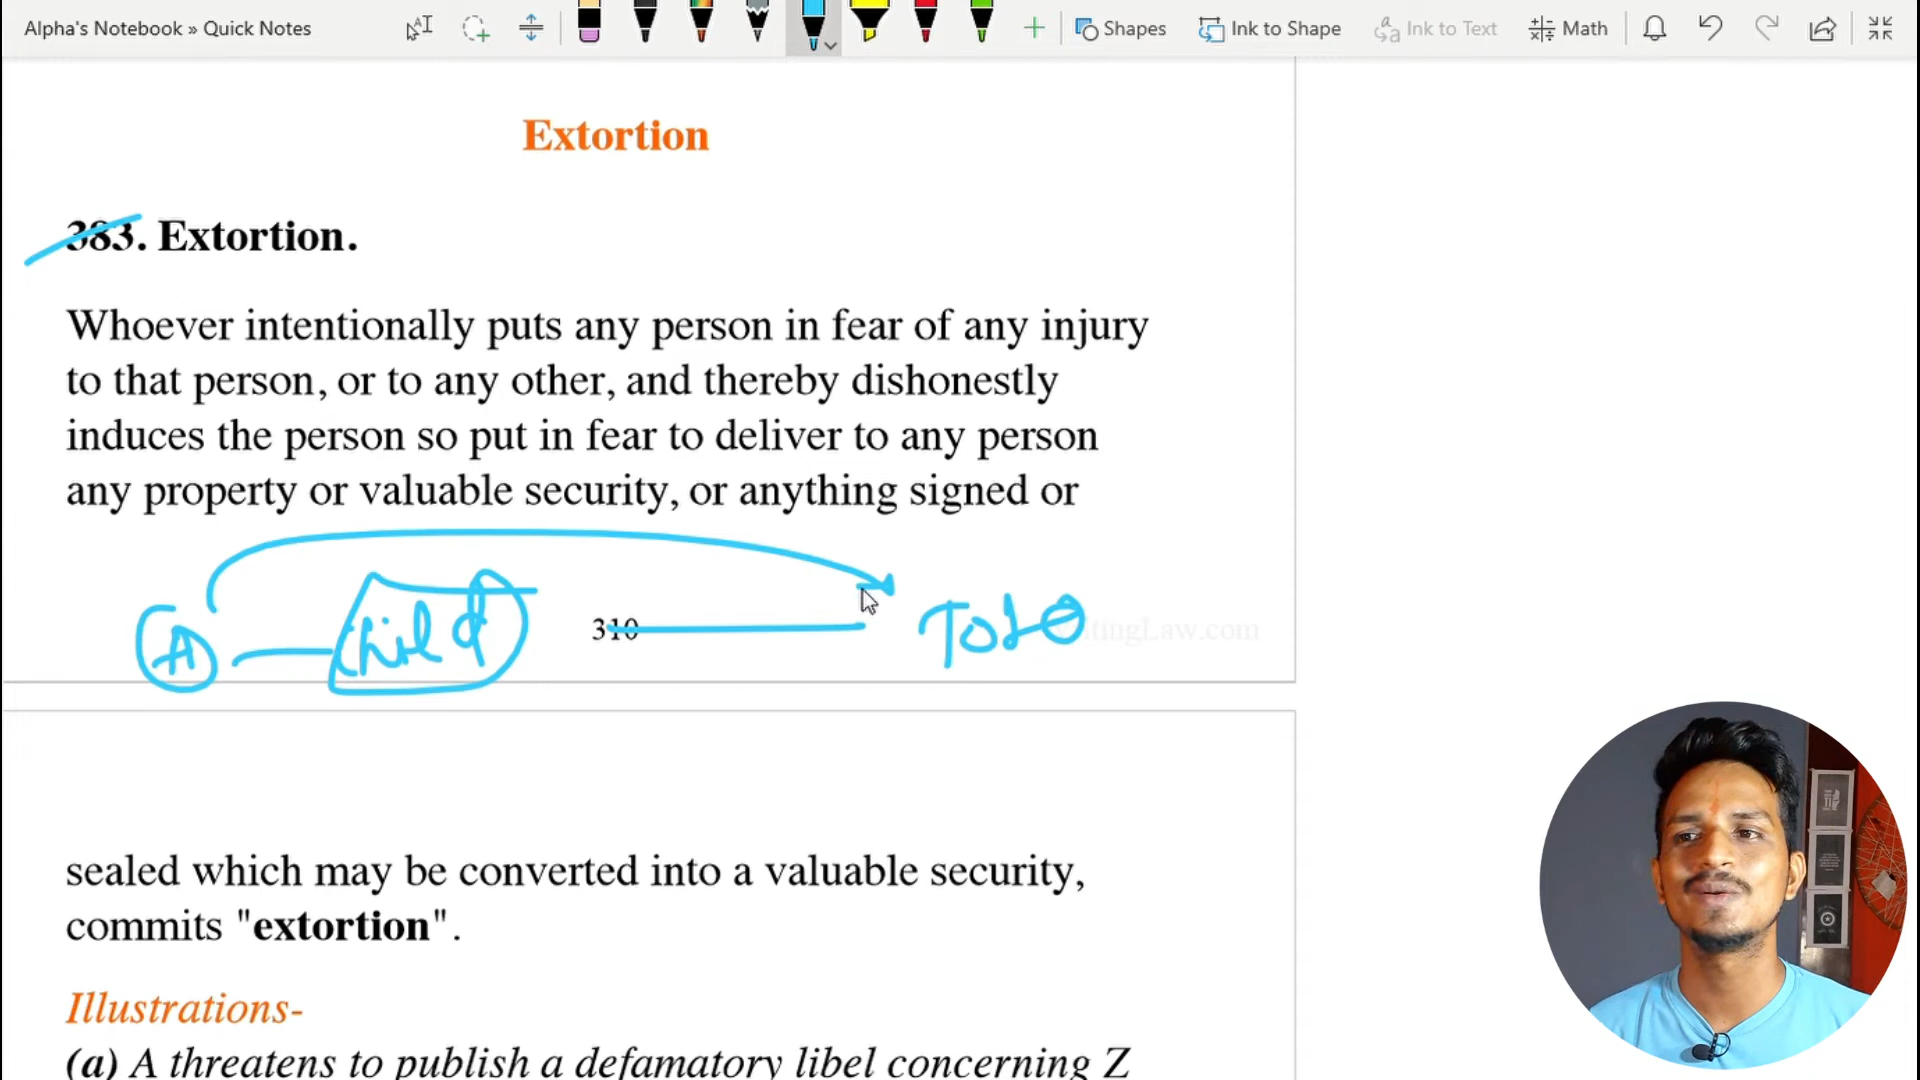 Alpha's Notebook » Quick Notes
Shapes
Ink to Shape
Ink to Text
Math
Extortion
383. Extortion.
Whoever intentionally puts any person in fear of any injury
to that person, or to any other, and thereby dishonestly
induces the person so put in fear to deliver to any person
any property or valuable security, or anything signed or
A child 310
sealed which may be converted into a valuable security,
commits "extortion".
Illustrations-
(a) A threatens to publish a defamatory libel concerning Z